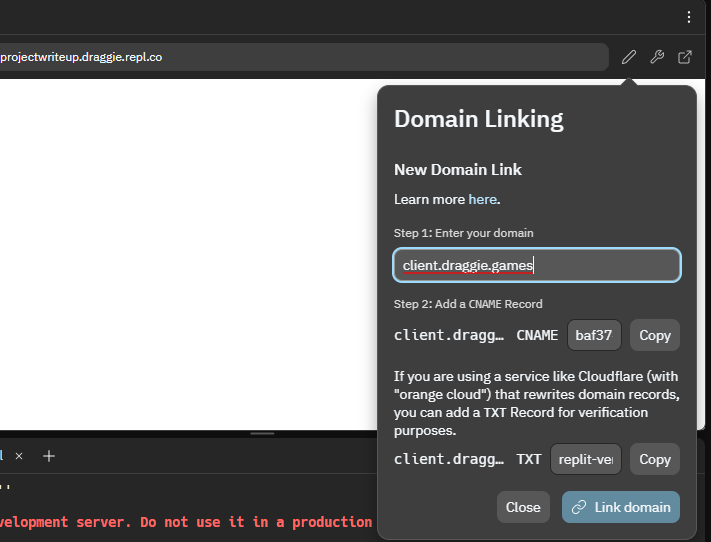 projectwriteup.draggie.repl.co
Domain Linking
New Domain Link
Learn more here.
Step 1: Enter your domain
client.draggie.games
Step 2: Add a CNAME Record
client.dragg… CNAME baf37 Copy
If you are using a service like Cloudflare (with
"orange cloud") that rewrites domain records,
you can add a TXT Record for verification
purposes.
client.dragg… TXT replit-ve Copy
Close Link domain
velopment server. Do not use it in a production